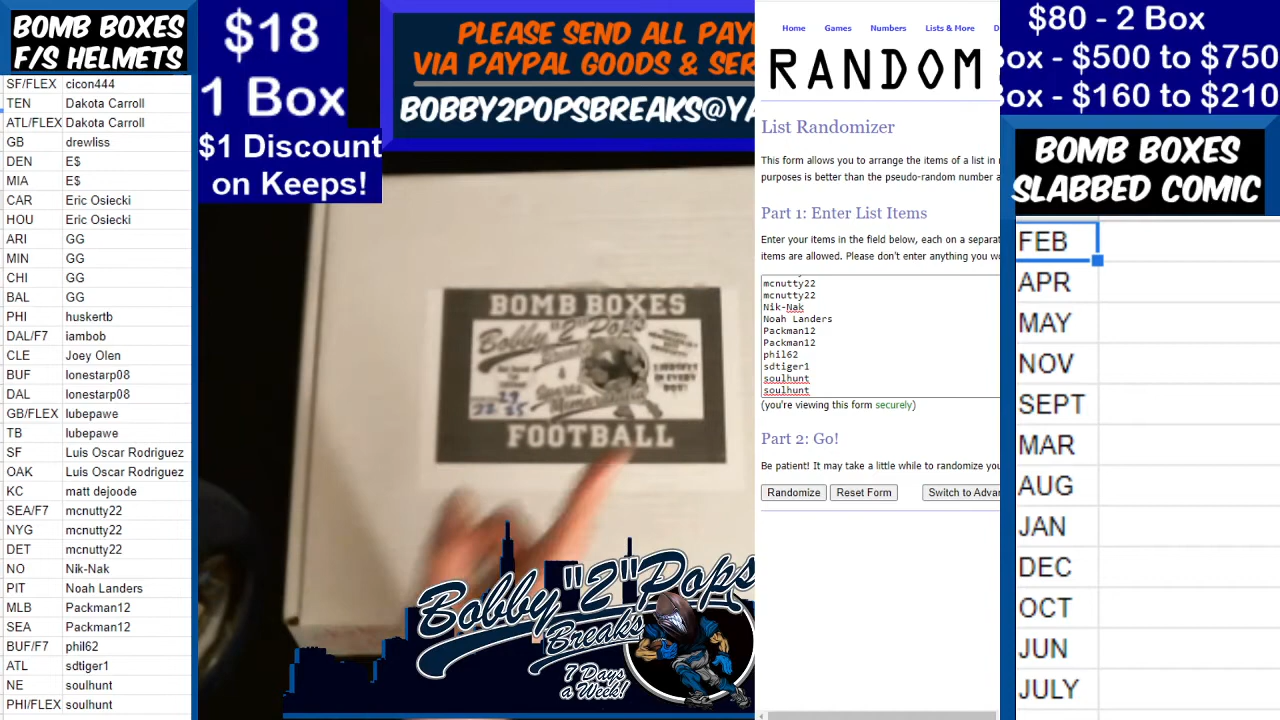 BOMB BOXES
F/S HELMETS
SF/FLEX cicon444
TEN Dakota Carroll
ATL/FLEX Dakota Carroll
GB drewliss
DEN E$
MIA E$
CAR Eric Osiecki
HOU Eric Osiecki
ARI GG
MIN GG
CHI GG
BAL GG
PHI huskertb
DAL/F7 iambob
CLE Joey Olen
BUF lonestarp08
DAL lonestarp08
GB/FLEX lubepawe
TB lubepawe
SF Luis Oscar Rodriguez
OAK Luis Oscar Rodriguez
KC matt dejoode
SEA/F7 mcnutty22
NYG mcnutty22
DET mcnutty22
NO Nik-Nak
PIT Noah Landers
MLB Packman12
SEA Packman12
BUF/F7 phil62
ATL sdtiger1
NE soulhunt
PHI/FLEX soulhunt
$18
1 Box
$1 Discount
on Keeps!
PLEASE SEND ALL PAY
VIA PAYPAL GOODS & SER
BOBBY2POPSBREAKS@YA
BOMB BOXES
Bobby "2" Pops
FOOTBALL
Bobby "2" Pops
Breaks
7 Days
a Week!
Home Games Numbers Lists & More D
RANDOM
List Randomizer
This form allows you to arrange the items of a list in
purposes is better than the pseudo-random number a
Part 1: Enter List Items
Enter your items in the field below, each on a separat
items are allowed. Please don't enter anything you wo
mcnutty22
mcnutty22
Nik-Nak
Noah Landers
Packman12
Packman12
phil62
sdtiger1
soulhunt
soulhunt
(you're viewing this form securely)
Part 2: Go!
Be patient! It may take a little while to randomize you
Randomize Reset Form Switch to Advan
$80 - 2 Box
Box - $500 to $750
Box - $160 to $210
BOMB BOXES
SLABBED COMIC
FEB
APR
MAY
NOV
SEPT
MAR
AUG
JAN
DEC
OCT
JUN
JULY